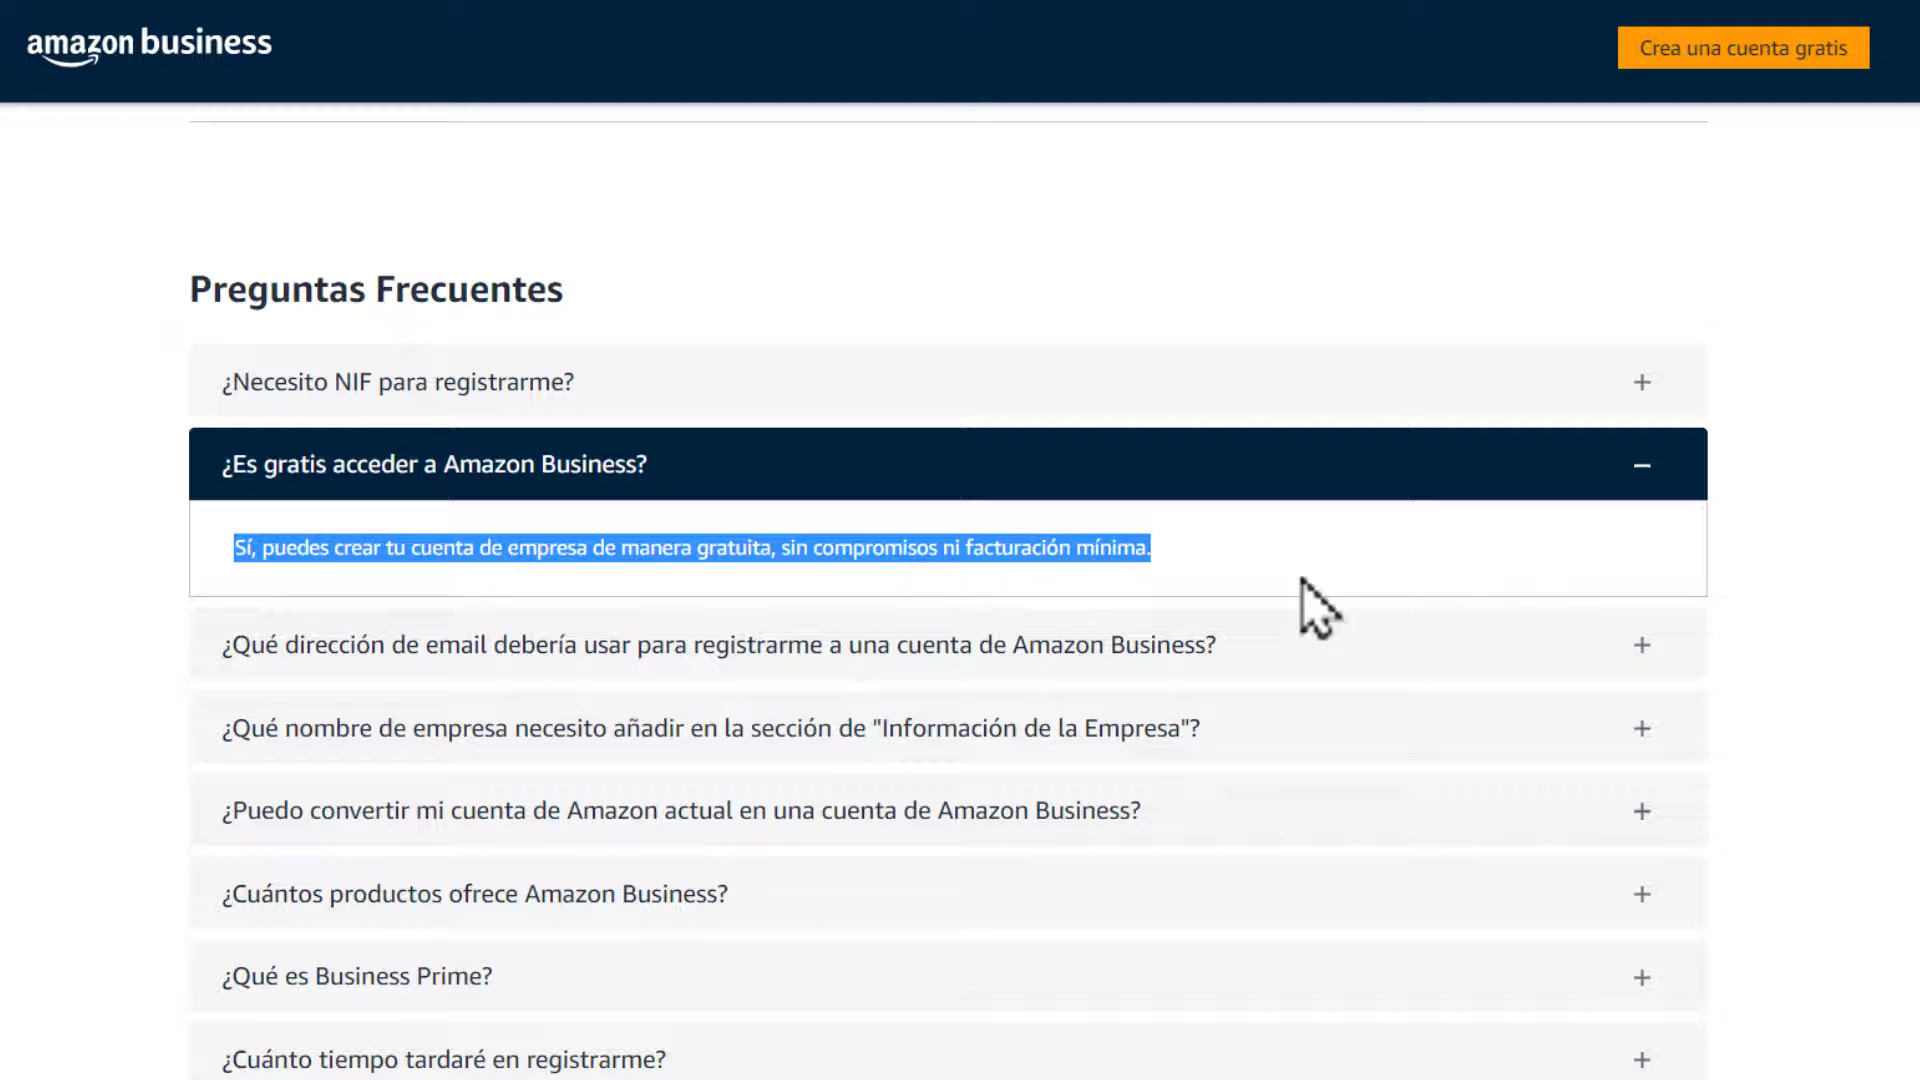 amazon business
Crea una cuenta gratis
Preguntas Frecuentes
¿Necesito NIF para registrarme?
¿Es gratis acceder a Amazon Business?
Sí, puedes crear tu cuenta de empresa de manera gratuita, sin compromisos ni facturación mínima.
¿Qué dirección de email debería usar para registrarme a una cuenta de Amazon Business?
¿Qué nombre de empresa necesito añadir en la sección de "Información de la Empresa"?
¿Puedo convertir mi cuenta de Amazon actual en una cuenta de Amazon Business?
¿Cuántos productos ofrece Amazon Business?
¿Qué es Business Prime?
¿Cuánto tiempo tardaré en registrarme?